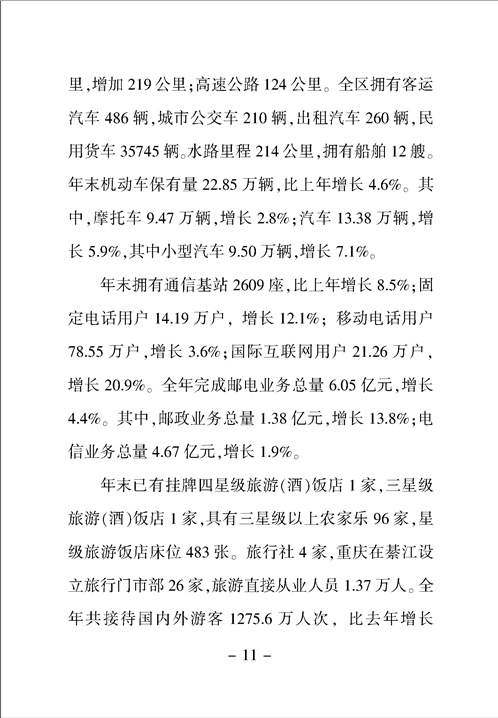 里,增加 219 公里;高速公路 124 公里。全区拥有客运
汽车 486 辆,城市公交车 210 辆,出租汽车 260 辆,民
用货车 35745 辆。水路里程 214 公里,拥有船舶 12 艘。
年末机动车保有量 22.85 万辆,比上年增长 4.6%。其
中,摩托车 9.47 万辆,增长 2.8%;汽车 13.38 万辆,增
长 5.9%,其中小型汽车 9.50 万辆,增长 7.1%。
年末拥有通信基站 2609 座,比上年增长 8.5%;固
定电话用户 14.19 万户，增长 12.1%；移动电话用户
78.55 万户,增长 3.6%;国际互联网用户 21.26 万户,
增长 20.9%。全年完成邮电业务总量 6.05 亿元,增长
4.4%。其中,邮政业务总量 1.38 亿元,增长 13.8%;电
信业务总量 4.67 亿元,增长 1.9%。
年末已有挂牌四星级旅游(酒)饭店 1 家,三星级
旅游(酒)饭店 1 家,具有三星级以上农家乐 96 家,星
级旅游饭店床位 483 张。旅行社 4 家,重庆在綦江设
立旅行门市部 26 家,旅游直接从业人员 1.37 万人。全
年共接待国内外游客 1275.6 万人次，比去年增长
- 11 -